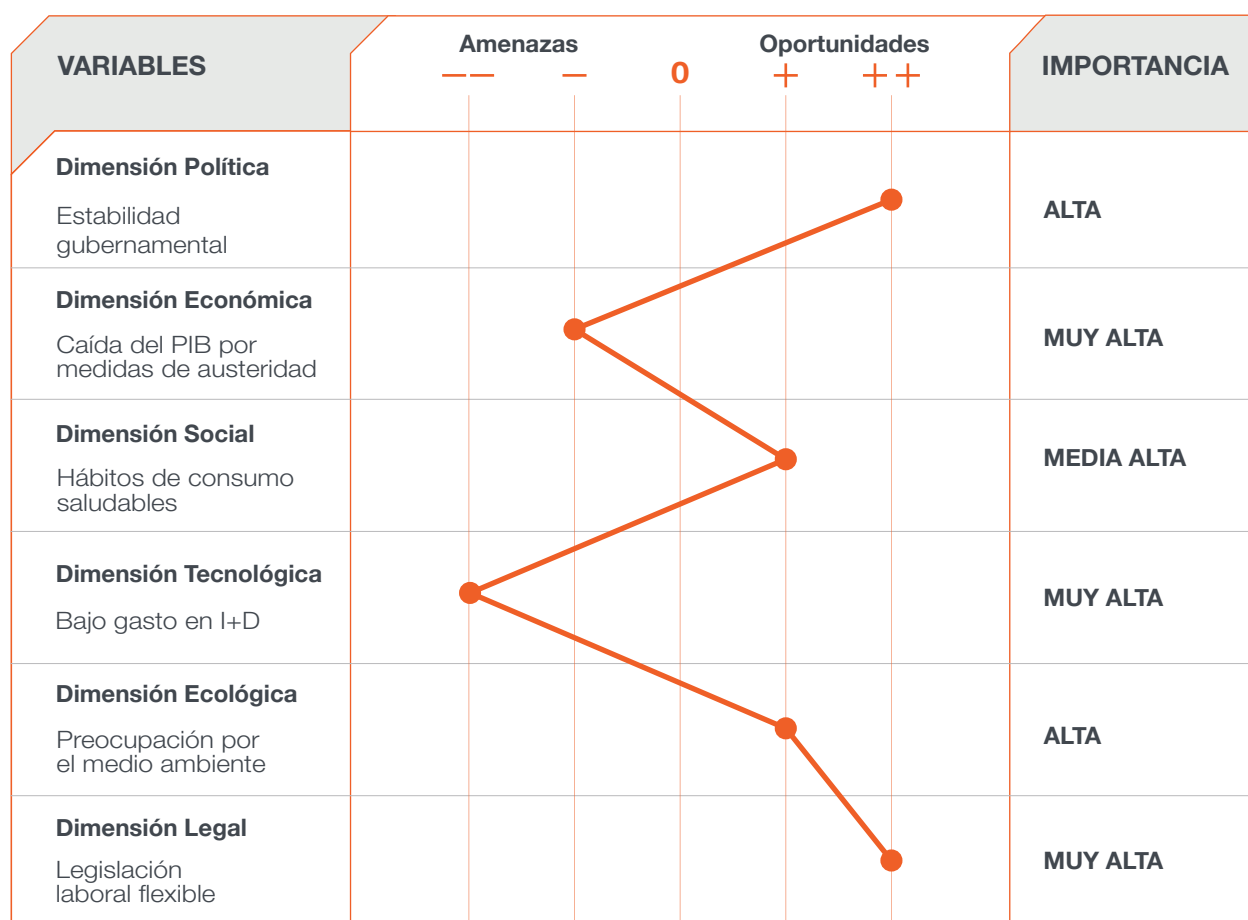 VARIABLES
Amenazas
Oportunidades
−− − 0 + ++
IMPORTANCIA
Dimensión Política
Estabilidad
gubernamental
ALTA
Dimensión Económica
Caída del PIB por
medidas de austeridad
MUY ALTA
Dimensión Social
Hábitos de consumo
saludables
MEDIA ALTA
Dimensión Tecnológica
Bajo gasto en I+D
MUY ALTA
Dimensión Ecológica
Preocupación por
el medio ambiente
ALTA
Dimensión Legal
Legislación
laboral flexible
MUY ALTA